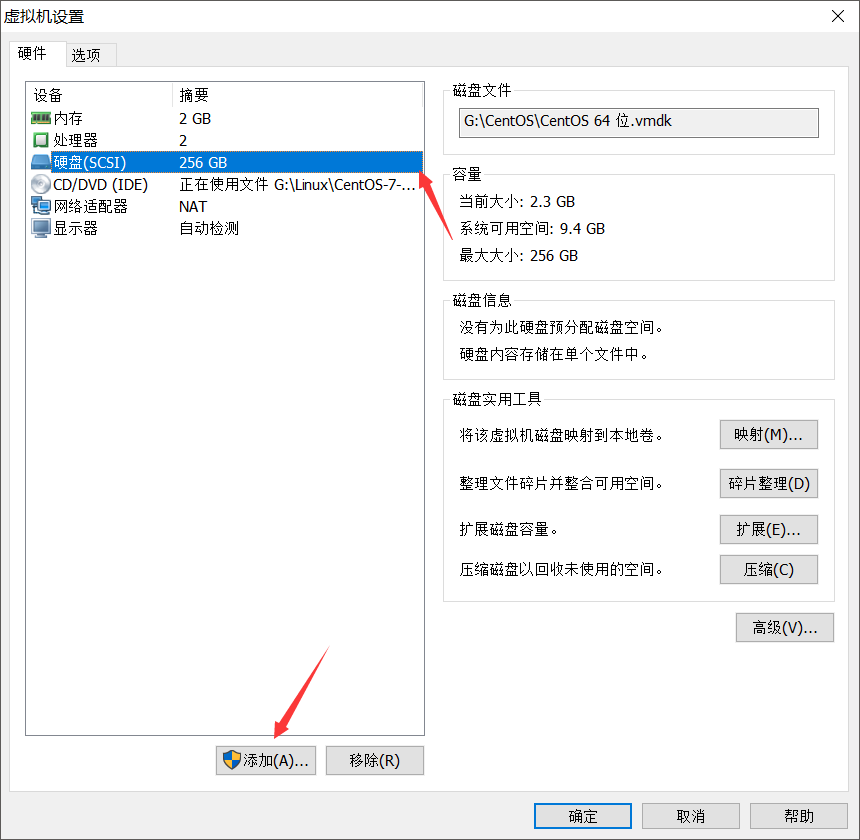 虚拟机设置
硬件 选项
设备 摘要
内存 2 GB
处理器 2
硬盘(SCSI) 256 GB
CD/DVD (IDE) 正在使用文件 G:\Linux\CentOS-7-...
网络适配器 NAT
显示器 自动检测
添加(A)... 移除(R)
磁盘文件
G:\CentOS\CentOS 64 位.vmdk
容量
当前大小: 2.3 GB
系统可用空间: 9.4 GB
最大大小: 256 GB
磁盘信息
没有为此硬盘预分配磁盘空间。
硬盘内容存储在单个文件中。
磁盘实用工具
将该虚拟机磁盘映射到本地卷。 映射(M)...
整理文件碎片并整合可用空间。 碎片整理(D)
扩展磁盘容量。 扩展(E)...
压缩磁盘以回收未使用的空间。 压缩(C)
高级(V)...
确定 取消 帮助